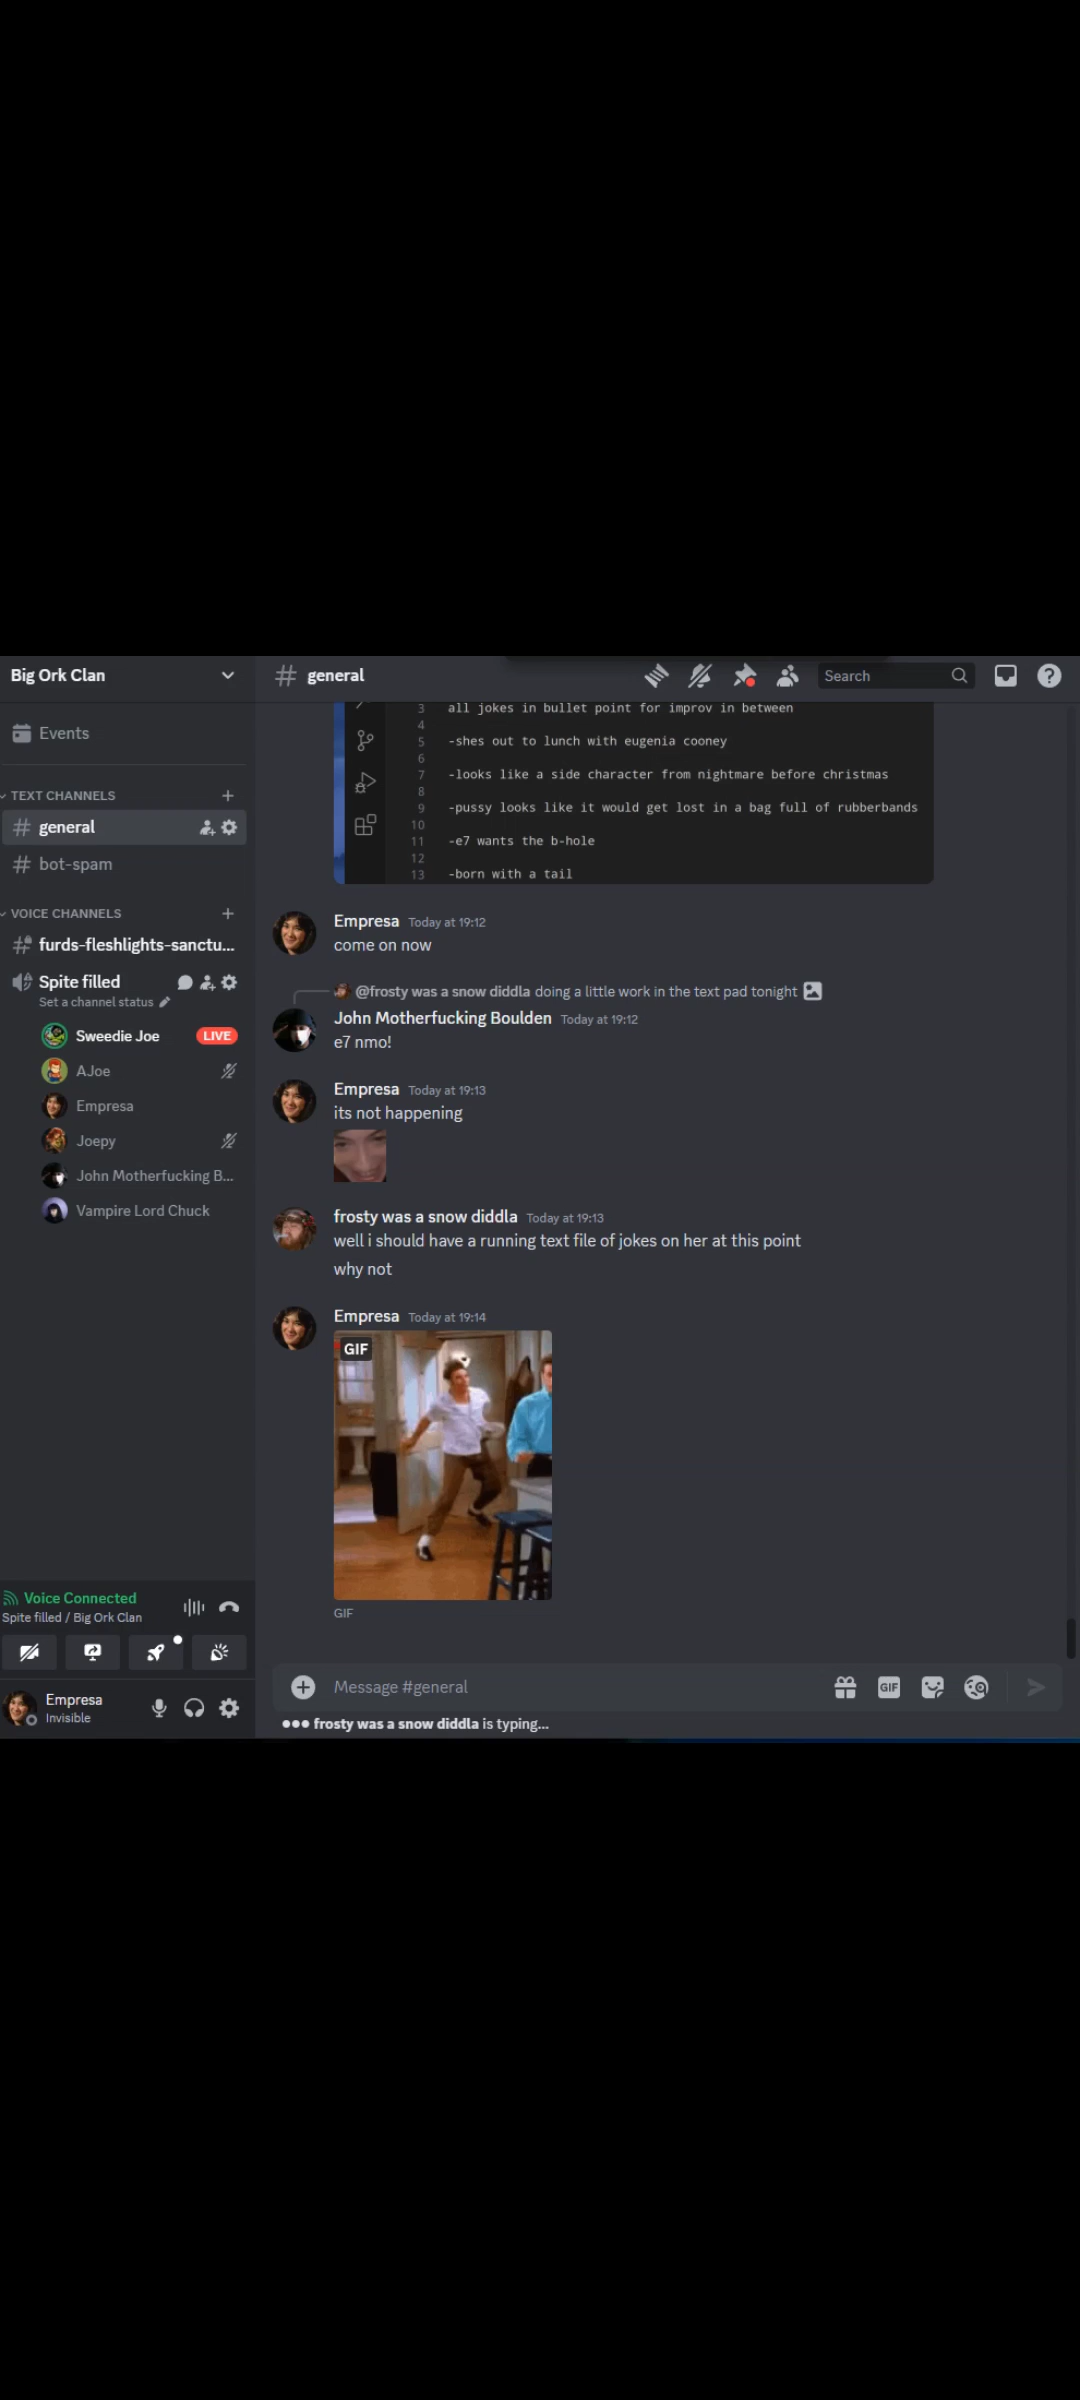 Big Ork Clan
Events
TEXT CHANNELS
general
bot-spam
VOICE CHANNELS
furds-fleshlights-sanctu...
Spite filled
Set a channel status
Sweedie Joe LIVE
AJoe
Empresa
Joepy
John Motherfucking B...
Vampire Lord Chuck
Voice Connected
Spite filled / Big Ork Clan
Empresa
Invisible
# general
Search
3 all jokes in bullet point for improv in between
4
5 -shes out to lunch with eugenia cooney
6
7 -looks like a side character from nightmare before christmas
8
9 -pussy looks like it would get lost in a bag full of rubberbands
10
11 -e7 wants the b-hole
12
13 -born with a tail
Empresa Today at 19:12
come on now
@frosty was a snow diddla doing a little work in the text pad tonight
John Motherfucking Boulden Today at 19:12
e7 nmo!
Empresa Today at 19:13
its not happening
frosty was a snow diddla Today at 19:13
well i should have a running text file of jokes on her at this point
why not
Empresa Today at 19:14
GIF
GIF
Message #general
GIF
frosty was a snow diddla is typing...